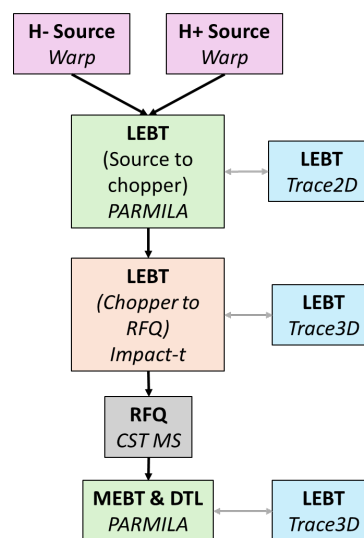 H- Source
Warp
H+ Source
Warp
LEBT
(Source to
chopper)
PARMILA
LEBT
Trace2D
LEBT
(Chopper to
RFQ)
Impact-t
LEBT
Trace3D
RFQ
CST MS
MEBT & DTL
PARMILA
LEBT
Trace3D